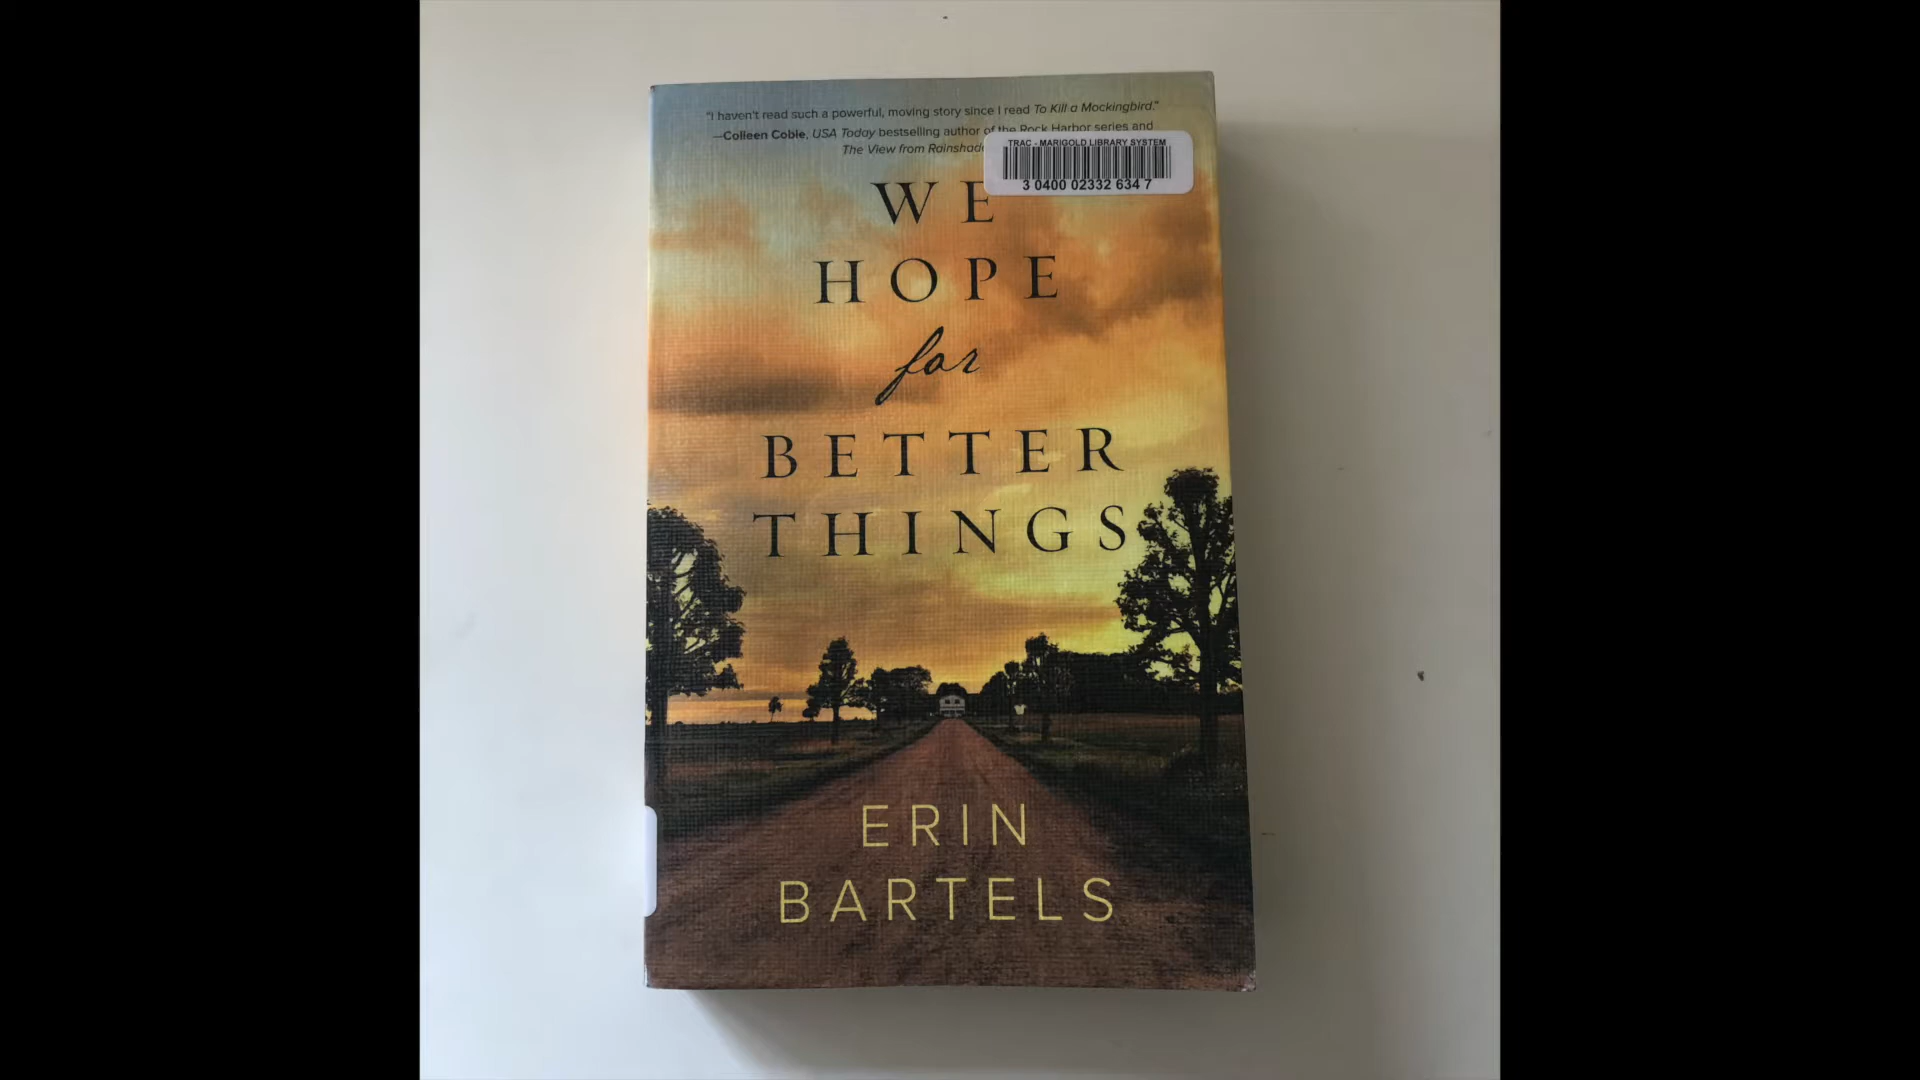 "I haven't read such a powerful, moving story since I read To Kill a Mockingbird."
—Colleen Coble, USA Today bestselling author of the Rock Harbor series and
The View from
TRAC - MARIGOLD LIBRARY SYSTEM
3 0400 02332 634 7
WE
HOPE
for
BETTER
THINGS
ERIN
BARTELS